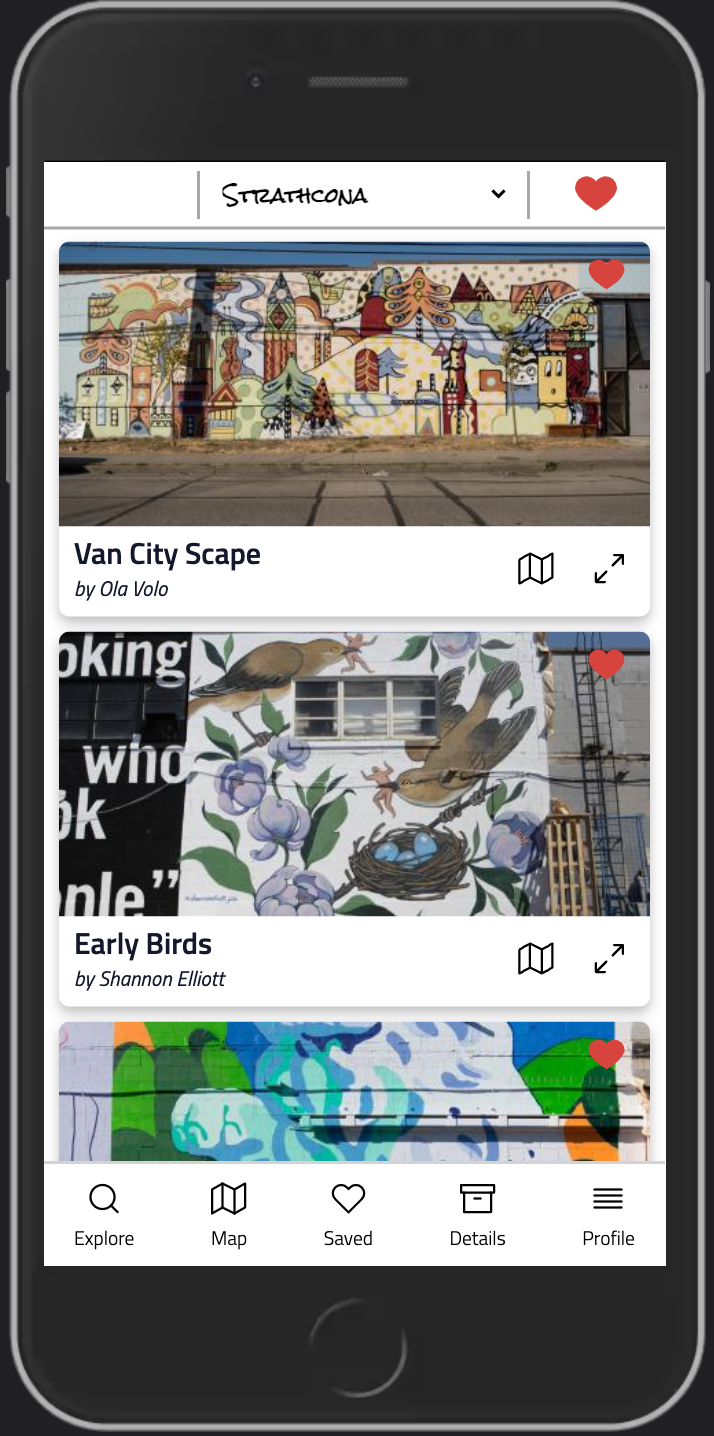 Strathcona
Van City Scape
by Ola Volo
oking
who
ok
ple”
Early Birds
by Shannon Elliott
Explore
Map
Saved
Details
Profile